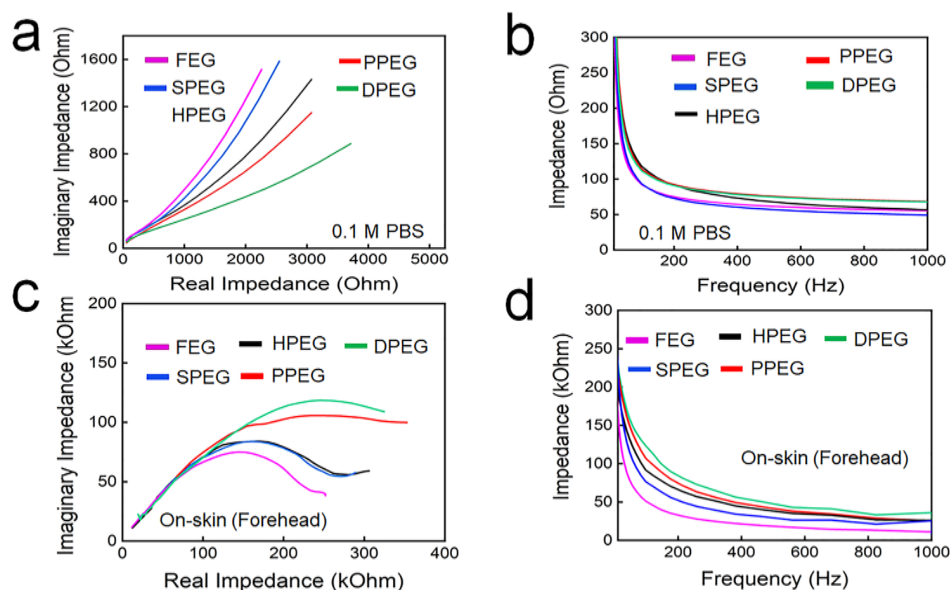 a
Imaginary Impedance (Ohm)
1600
1200
800
400
0
FEG
SPEG
HPEG
PPEG
DPEG
0.1 M PBS
0 1000 2000 3000 4000 5000
Real Impedance (Ohm)
b
Impedance (Ohm)
300
250
200
150
100
50
0
FEG
SPEG
HPEG
PPEG
DPEG
0.1 M PBS
200 400 600 800 1000
Frequency (Hz)
c
Imaginary Impedance (kOhm)
200
150
100
50
0
FEG
HPEG
DPEG
SPEG
PPEG
On-skin (Forehead)
0 100 200 300 400
Real Impedance (kOhm)
d
Impedance (kOhm)
300
250
200
150
100
50
0
FEG
HPEG
DPEG
SPEG
PPEG
On-skin (Forehead)
200 400 600 800 1000
Frequency (Hz)